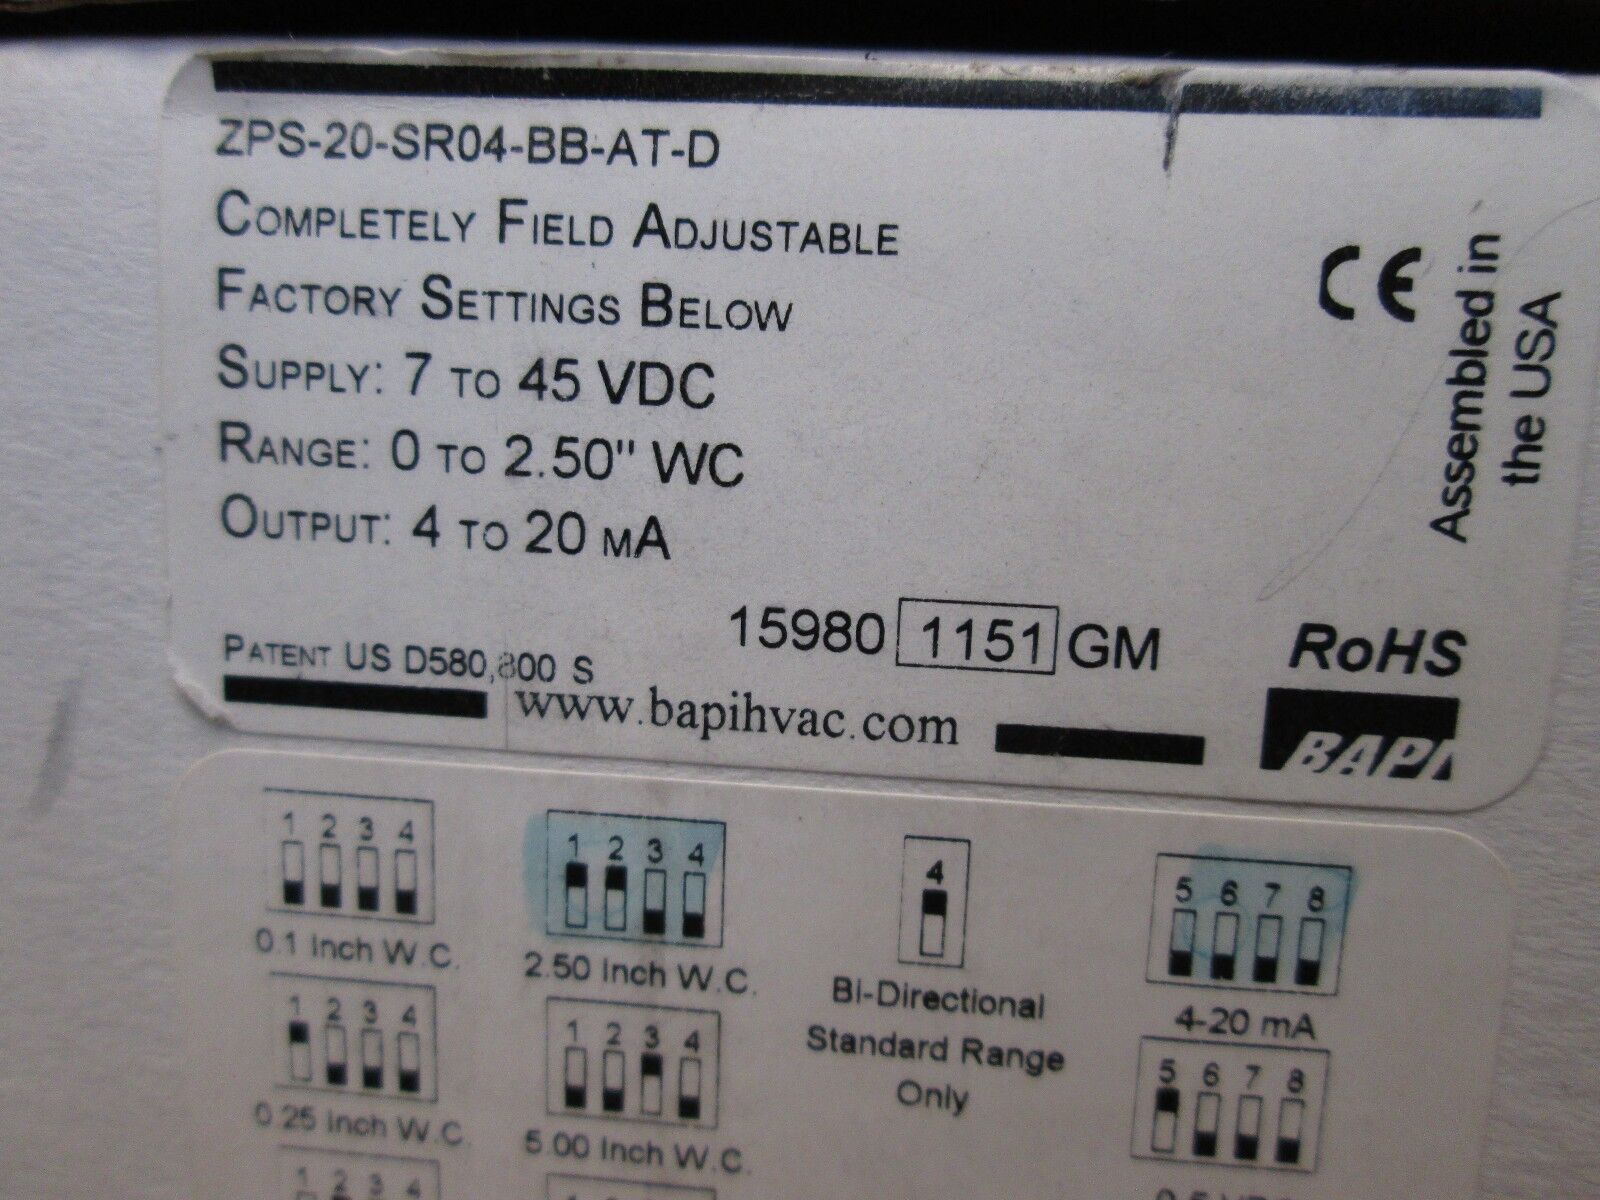 ZPS-20-SR04-BB-AT-D
COMPLETELY FIELD ADJUSTABLE
FACTORY SETTINGS BELOW
SUPPLY: 7 TO 45 VDC
RANGE: 0 TO 2.50" WC
OUTPUT: 4 TO 20 MA
CE
Assembled in
the USA
15980 1151 GM
RoHS
PATENT US D580,800 S
www.bapihvac.com
BAPI
1 2 3 4
0.1 Inch W.C.
1 2 3 4
2.50 Inch W.C.
4
Bi-Directional
Standard Range
Only
5 6 7 8
4-20 mA
1 2 3 4
0.25 Inch W.C.
1 2 3 4
5.00 Inch W.C.
5 6 7 8
1 2 3 4